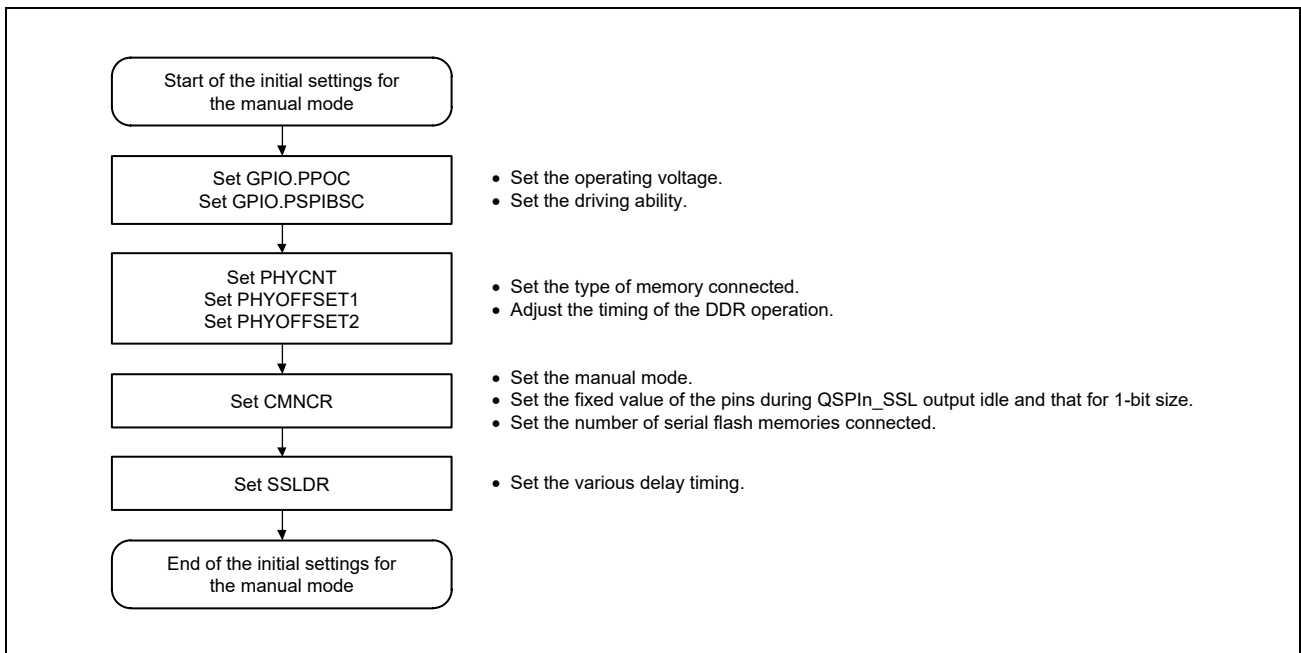 Start of the initial settings for
the manual mode
Set GPIO.PPOC
Set GPIO.PSPIBSC
• Set the operating voltage.
• Set the driving ability.
Set PHYCNT
Set PHYOFFSET1
Set PHYOFFSET2
• Set the type of memory connected.
• Adjust the timing of the DDR operation.
Set CMNCR
• Set the manual mode.
• Set the fixed value of the pins during QSPIn_SSL output idle and that for 1-bit size.
• Set the number of serial flash memories connected.
Set SSLDR
• Set the various delay timing.
End of the initial settings for
the manual mode